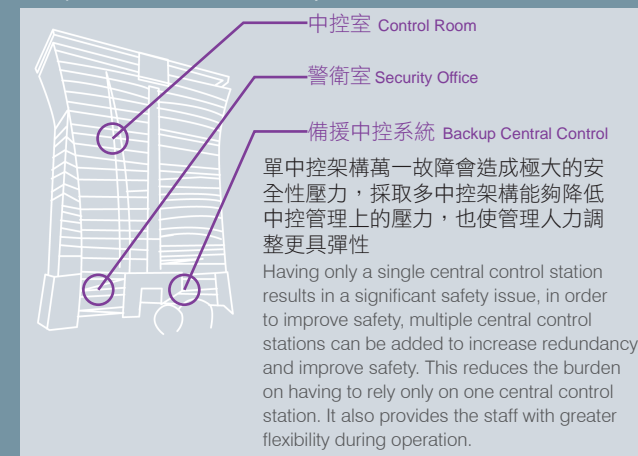 中控室 Control Room
警衛室 Security Office
備援中控系統 Backup Central Control
單中控架構萬一故障會造成極大的安
全性壓力，採取多中控架構能夠降低
中控管理上的壓力，也使管理人力調
整更具彈性
Having only a single central control station
results in a significant safety issue, in order
to improve safety, multiple central control
stations can be added to increase redundancy
and improve safety. This reduces the burden
on having to rely only on one central control
station. It also provides the staff with greater
flexibility during operation.